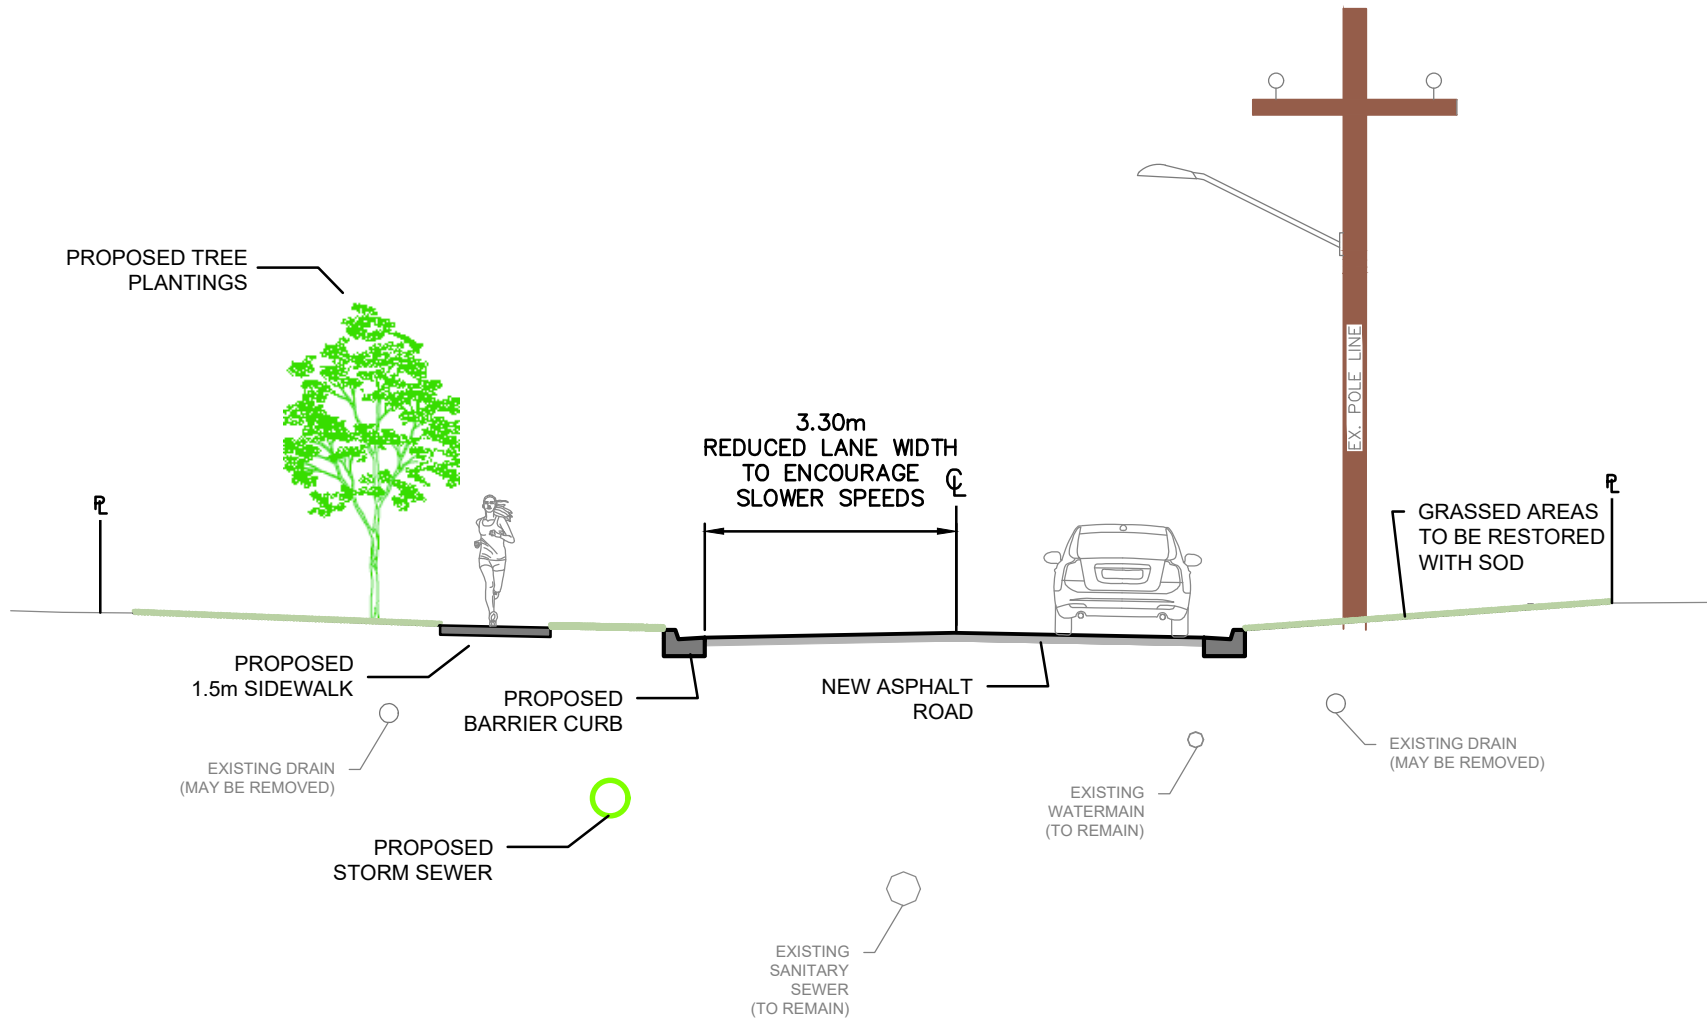 PROPOSED TREE
PLANTINGS
3.30m
REDUCED LANE WIDTH
TO ENCOURAGE
SLOWER SPEEDS
℄
EX. POLE LINE
PL
PL
GRASSED AREAS
TO BE RESTORED
WITH SOD
PROPOSED
1.5m SIDEWALK
PROPOSED
BARRIER CURB
NEW ASPHALT
ROAD
EXISTING DRAIN
(MAY BE REMOVED)
EXISTING DRAIN
(MAY BE REMOVED)
EXISTING
WATERMAIN
(TO REMAIN)
PROPOSED
STORM SEWER
EXISTING
SANITARY
SEWER
(TO REMAIN)